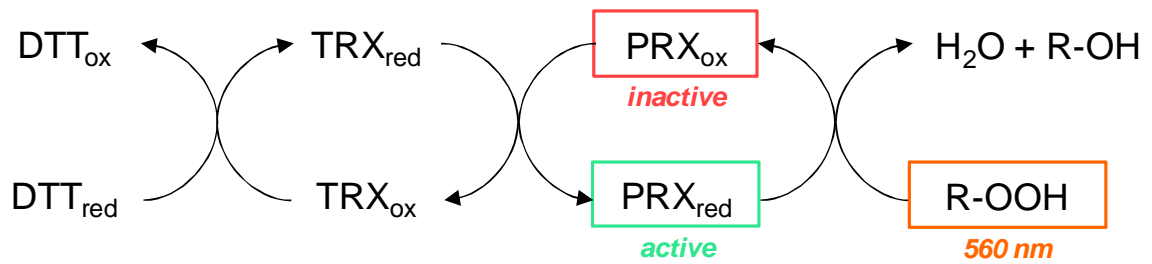 DTTox TRXred PRXox H2O + R-OH
inactive
DTTred TRXox PRXred R-OOH
active 560 nm